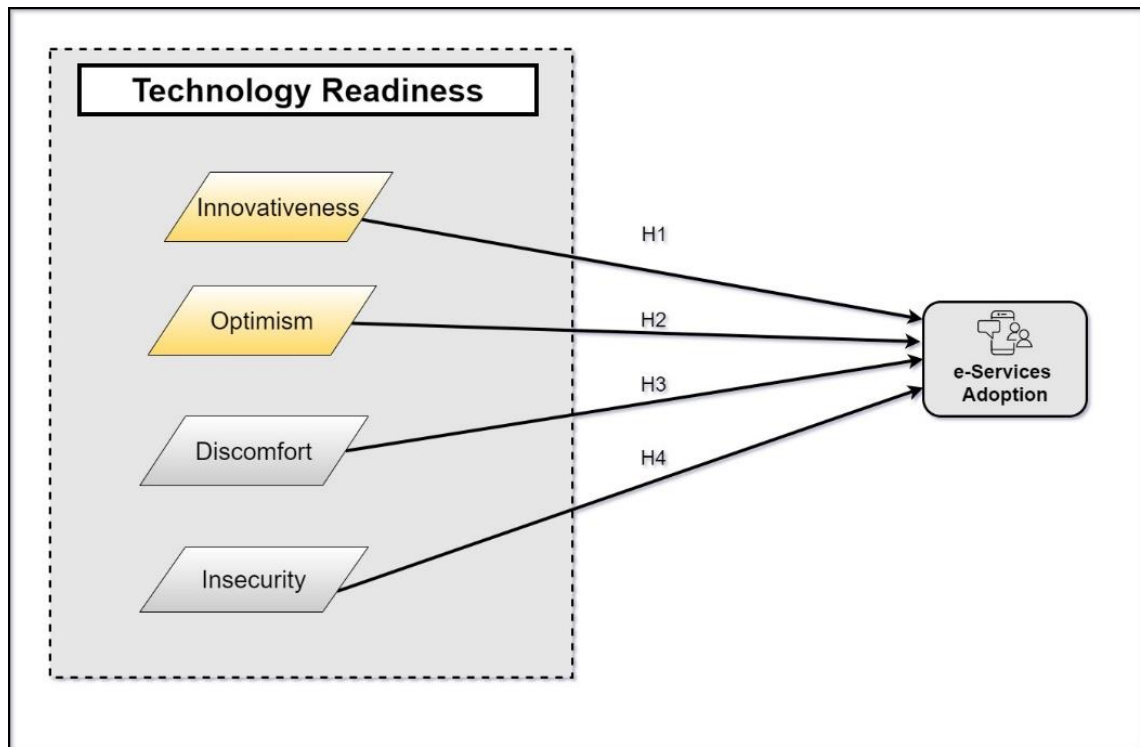 Technology Readiness
Innovativeness
H1
Optimism
H2
e-Services
Adoption
H3
Discomfort
H4
Insecurity